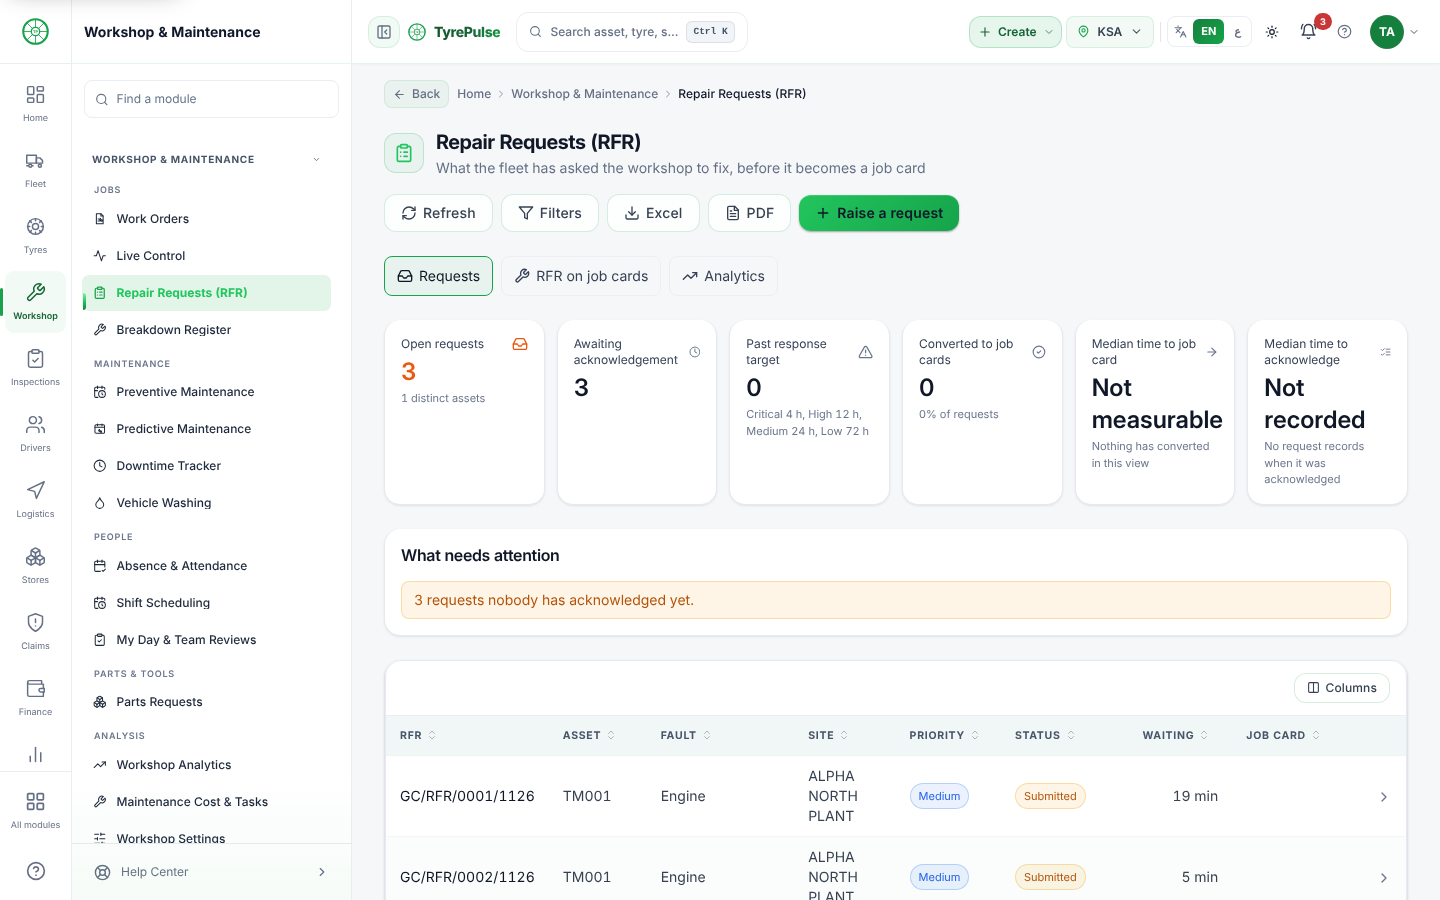 Workshop & Maintenance
TyrePulse
Search asset, tyre, s...
Ctrl K
Create
KSA
EN
ع
3
TA
Home
Fleet
Tyres
Workshop
Inspections
Drivers
Logistics
Stores
Claims
Finance
All modules
Find a module
WORKSHOP & MAINTENANCE
JOBS
Work Orders
Live Control
Repair Requests (RFR)
Breakdown Register
MAINTENANCE
Preventive Maintenance
Predictive Maintenance
Downtime Tracker
Vehicle Washing
PEOPLE
Absence & Attendance
Shift Scheduling
My Day & Team Reviews
PARTS & TOOLS
Parts Requests
ANALYSIS
Workshop Analytics
Maintenance Cost & Tasks
Workshop Settings
Help Center
Back
Home
Workshop & Maintenance
Repair Requests (RFR)
Repair Requests (RFR)
What the fleet has asked the workshop to fix, before it becomes a job card
Refresh
Filters
Excel
PDF
Raise a request
Requests
RFR on job cards
Analytics
Open requests
3
1 distinct assets
Awaiting
acknowledgement
3
Past response
target
0
Critical 4 h, High 12 h,
Medium 24 h, Low 72 h
Converted to job
cards
0
0% of requests
Median time to job
card
Not
measurable
Nothing has converted
in this view
Median time to
acknowledge
Not
recorded
No request records
when it was
acknowledged
What needs attention
3 requests nobody has acknowledged yet.
Columns
RFR
ASSET
FAULT
SITE
PRIORITY
STATUS
WAITING
JOB CARD
GC/RFR/0001/1126
TM001
Engine
ALPHA
NORTH
PLANT
Medium
Submitted
19 min
GC/RFR/0002/1126
TM001
Engine
ALPHA
NORTH
PLANT
Medium
Submitted
5 min